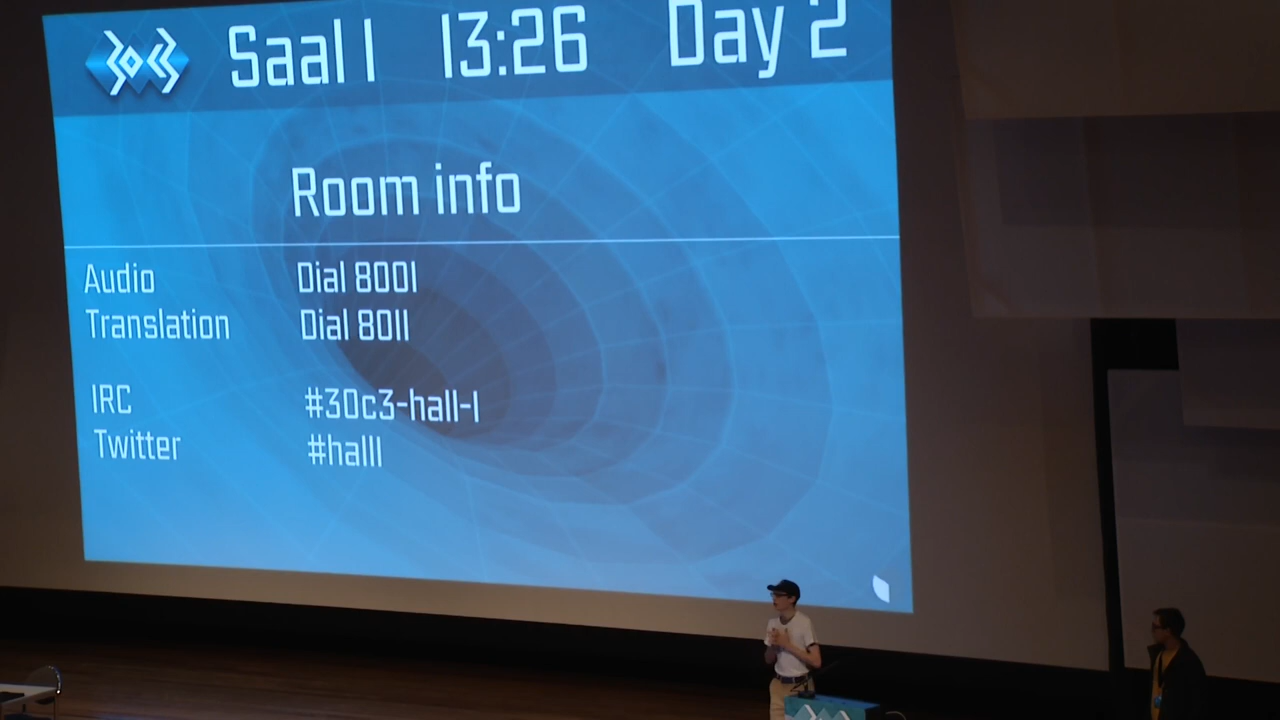 30C3 Saal 1 13:26 Day 2
Room info
Audio Dial 8001
Translation Dial 8011
IRC #30c3-hall-1
Twitter #hall1